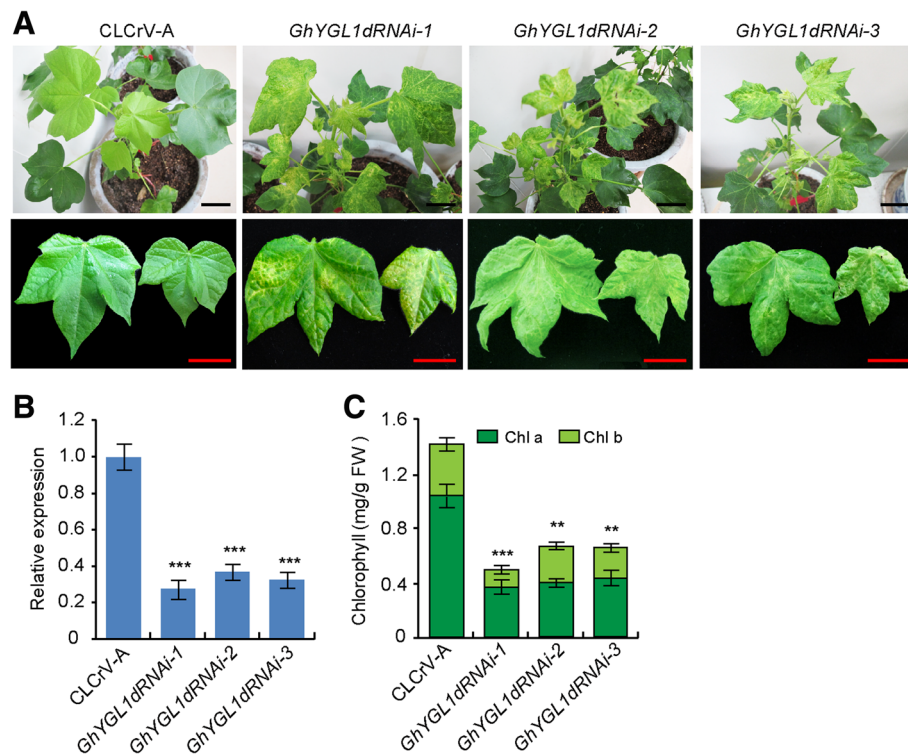 A
CLCrV-A
GhYGL1dRNAi-1
GhYGL1dRNAi-2
GhYGL1dRNAi-3
B
Relative expression
1.2
1.0
0.8
0.6
0.4
0.2
0
***
***
***
CLCrV-A
GhYGL1dRNAi-1
GhYGL1dRNAi-2
GhYGL1dRNAi-3
C
Chlorophyll (mg/g FW )
1.6
1.2
0.8
0.4
0
Chl a
Chl b
***
**
**
CLCrV-A
GhYGL1dRNAi-1
GhYGL1dRNAi-2
GhYGL1dRNAi-3